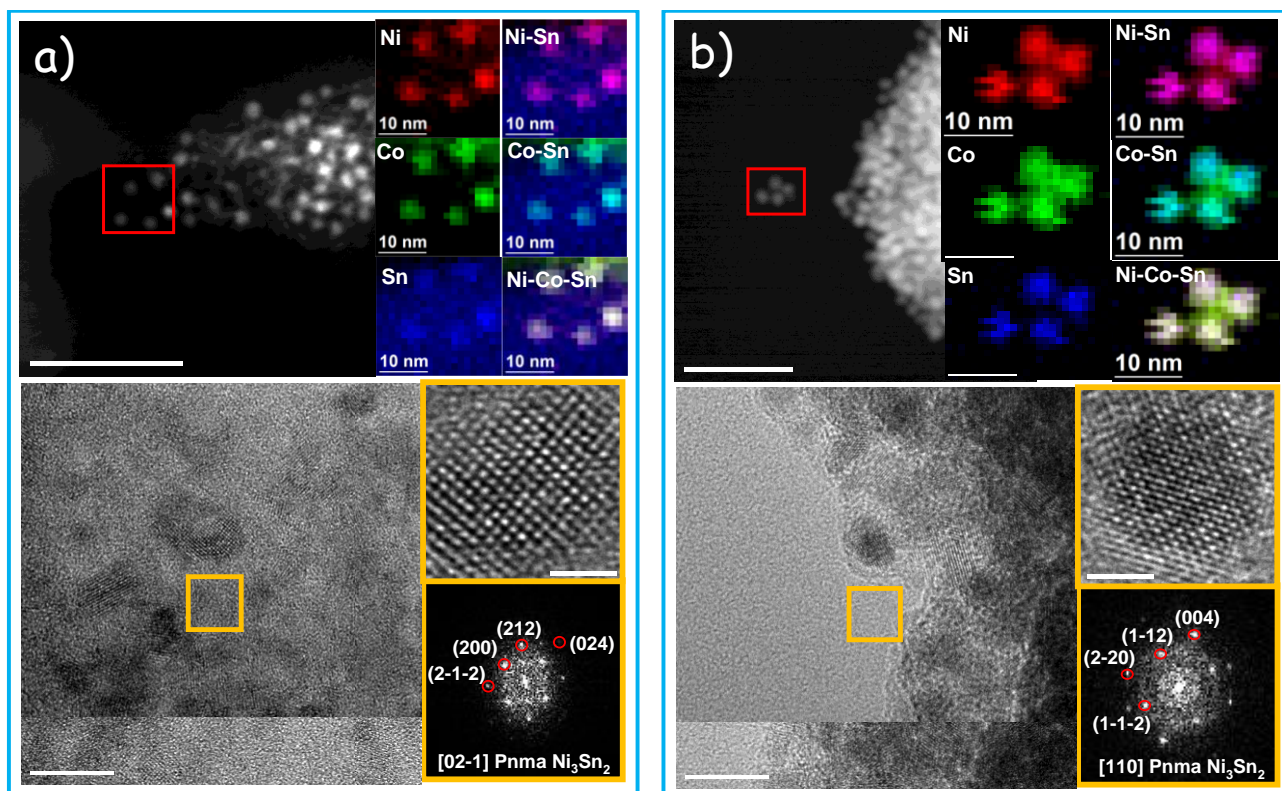 a)
Ni
10 nm
Ni-Sn
10 nm
Co
10 nm
Co-Sn
10 nm
Sn
10 nm
Ni-Co-Sn
10 nm
(212)
(024)
(200)
(2-1-2)
[02-1] Pnma Ni₃Sn₂
b)
Ni
10 nm
Ni-Sn
10 nm
Co
Co-Sn
10 nm
Sn
Ni-Co-Sn
10 nm
(004)
(1-12)
(2-20)
(1-1-2)
[110] Pnma Ni₃Sn₂